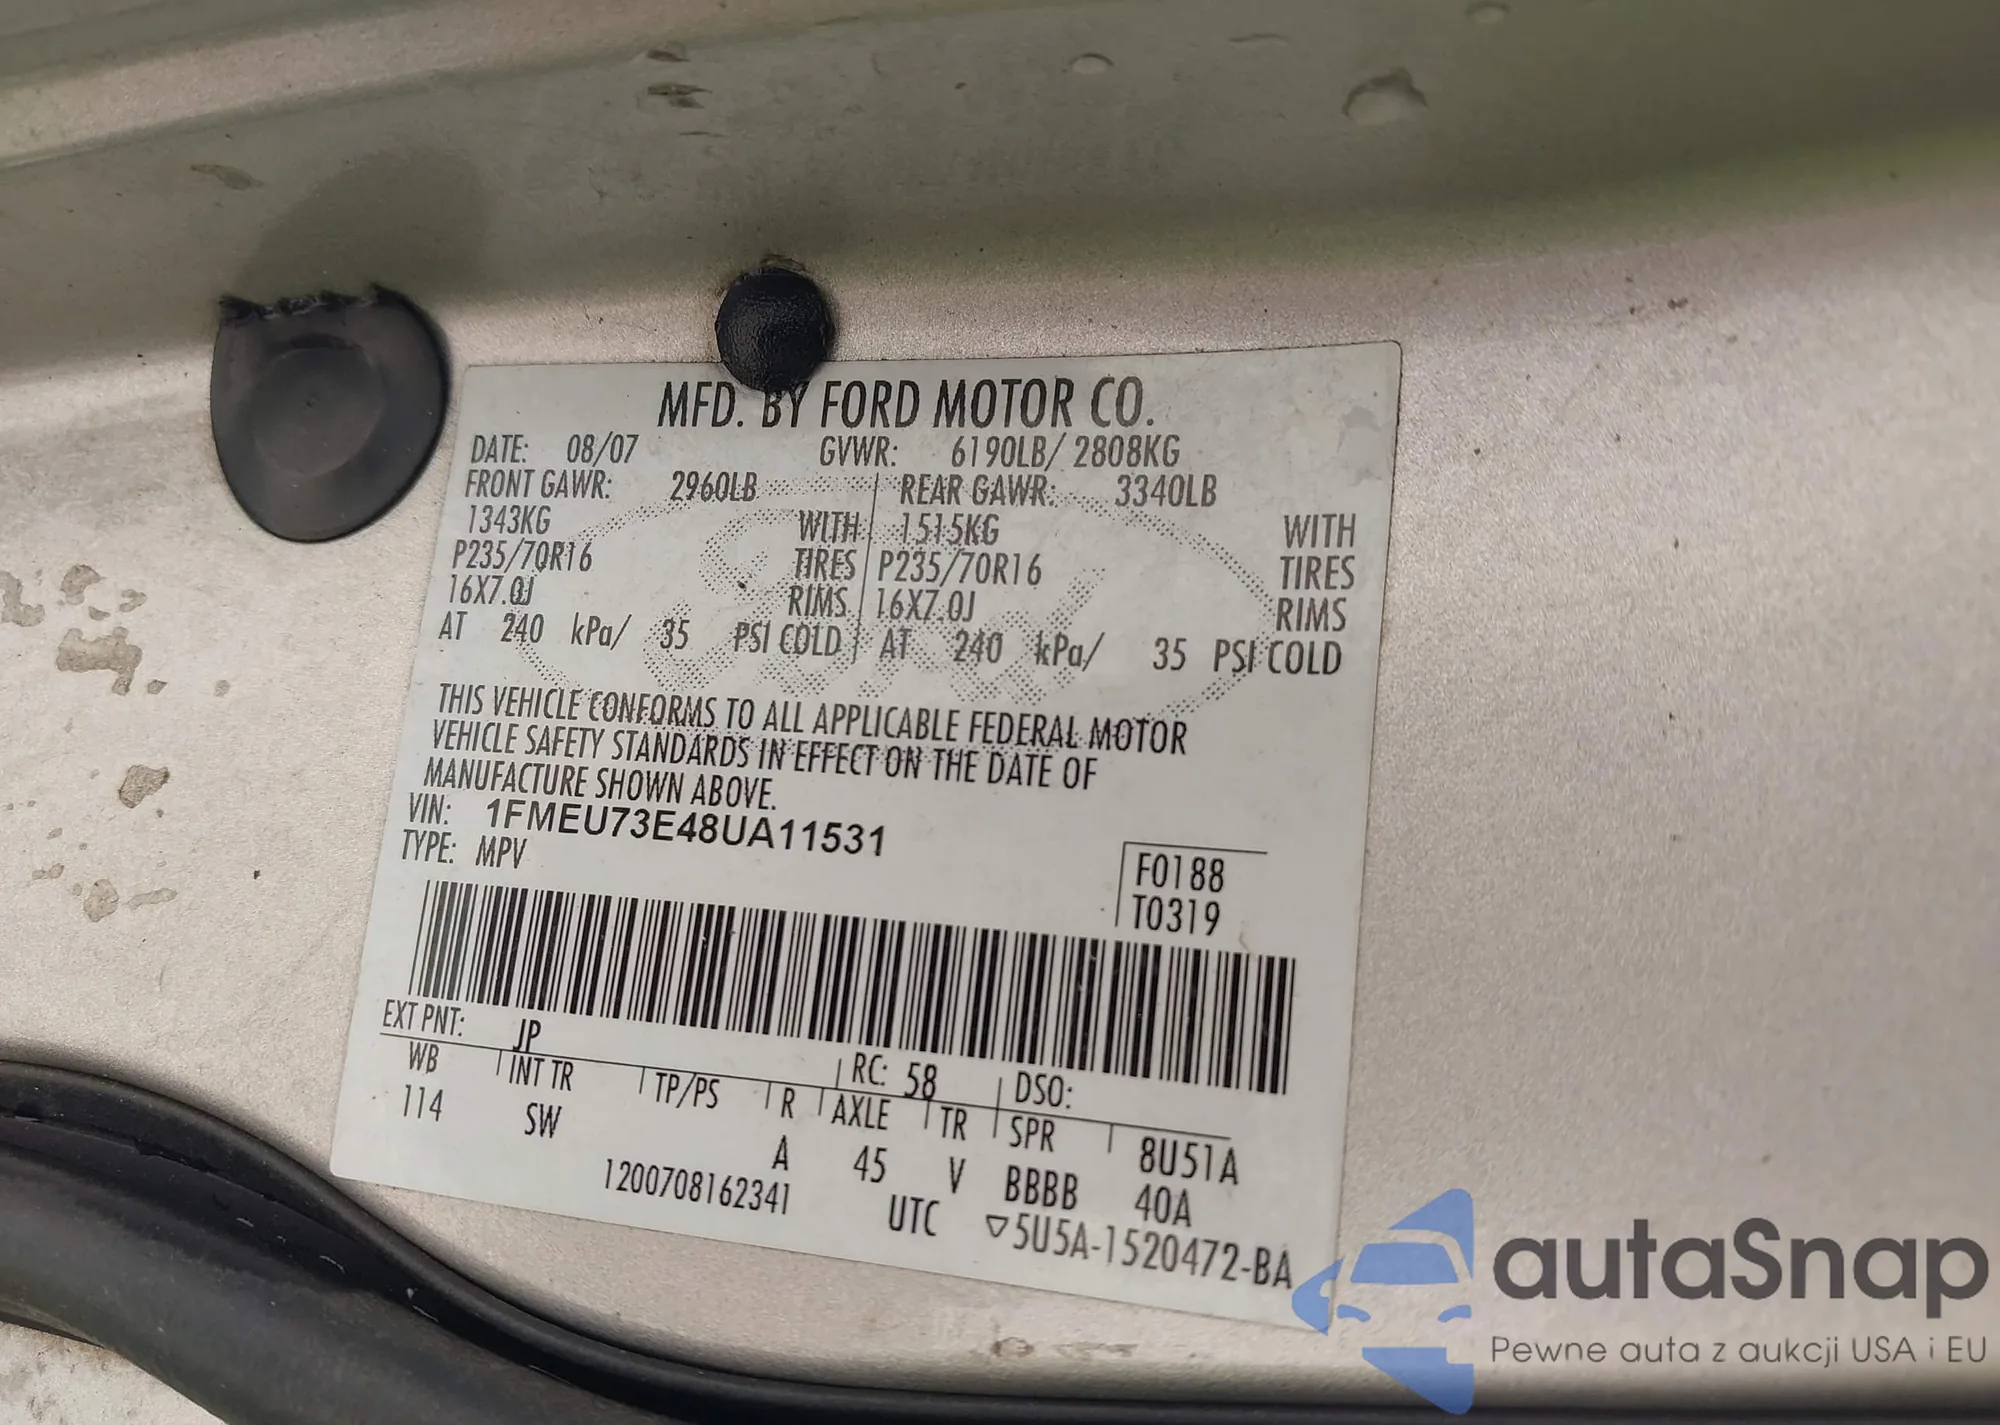 MFD. BY FORD MOTOR CO.
DATE: 08/07 GVWR: 6190LB/ 2808KG
FRONT GAWR: 2960LB REAR GAWR: 3340LB
1343KG WITH 1515KG WITH
P235/70R16 TIRES P235/70R16 TIRES
16X7.0J RIMS 16X7.0J RIMS
AT 240 kPa/ 35 PSI COLD AT 240 kPa/ 35 PSI COLD
THIS VEHICLE CONFORMS TO ALL APPLICABLE FEDERAL MOTOR
VEHICLE SAFETY STANDARDS IN EFFECT ON THE DATE OF
MANUFACTURE SHOWN ABOVE.
VIN: 1FMEU73E48UA11531
TYPE: MPV
F0188
T0319
EXT PNT: JP RC: 58 DSO:
WB INT TR TP/PS R AXLE TR SPR 8U51A
114 SW A 45 V BBBB 40A
1200708162341 UTC ▽5U5A-1520472-BA
autaSnap
Pewne auta z aukcji USA i EU